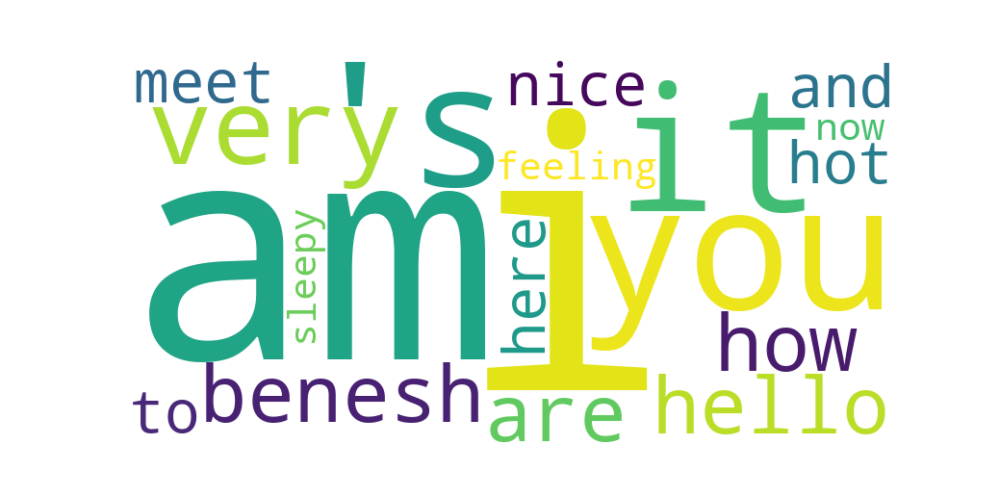 meet
nice
and
very
's
it
now
hot
feeling
am
i
you
sleepy
here
how
to
benesh
are
hello